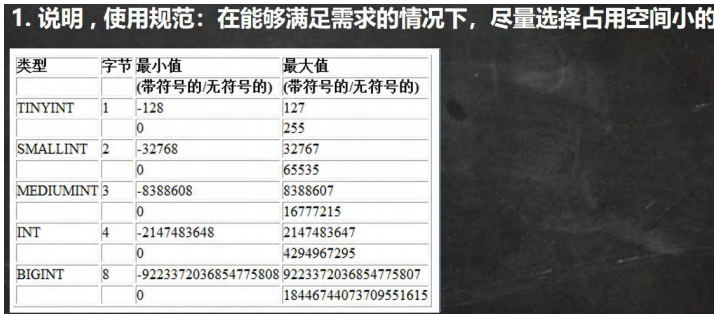 1. 说明，使用规范：在能够满足需求的情况下，尽量选择占用空间小的
类型 字节 最小值 最大值
(带符号的/无符号的) (带符号的/无符号的)
TINYINT 1 -128 127
0 255
SMALLINT 2 -32768 32767
0 65535
MEDIUMINT 3 -8388608 8388607
0 16777215
INT 4 -2147483648 2147483647
0 4294967295
BIGINT 8 -9223372036854775808 9223372036854775807
0 18446744073709551615